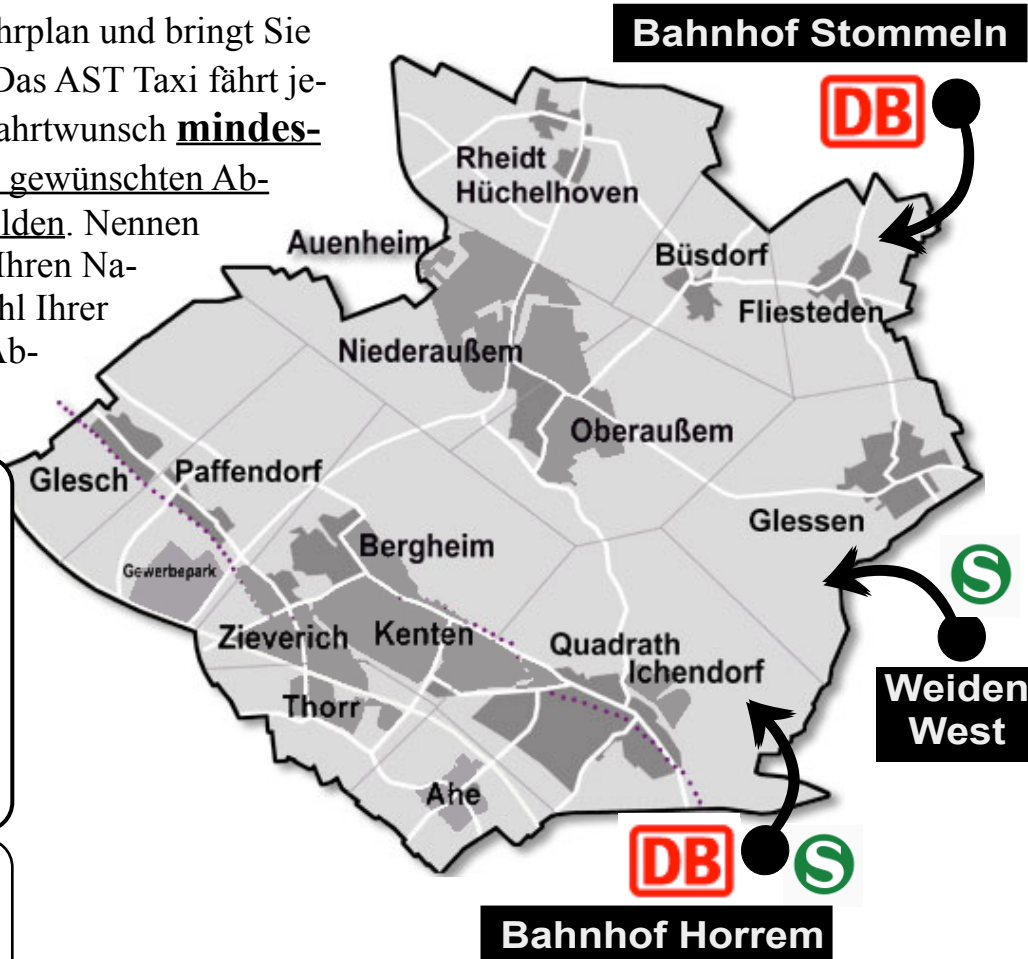 hrplan und bringt Sie
Das AST Taxi fährt je-
ahrtwunsch mindes-
gewünschten Ab-
lden. Nennen
Ihren Na-
hl Ihrer
Ab-
Bahnhof Stommeln
DB
Rheidt
Hüchelhoven
Auenheim
Büsdorf
Fliesteden
Niederaußem
Oberaußem
Glesch
Paffendorf
Glessen
Bergheim
Gewerbepark
S
Zieverich
Kenten
Quadrath
Ichendorf
Thorr
Weiden
West
Ahe
DB
S
Bahnhof Horrem